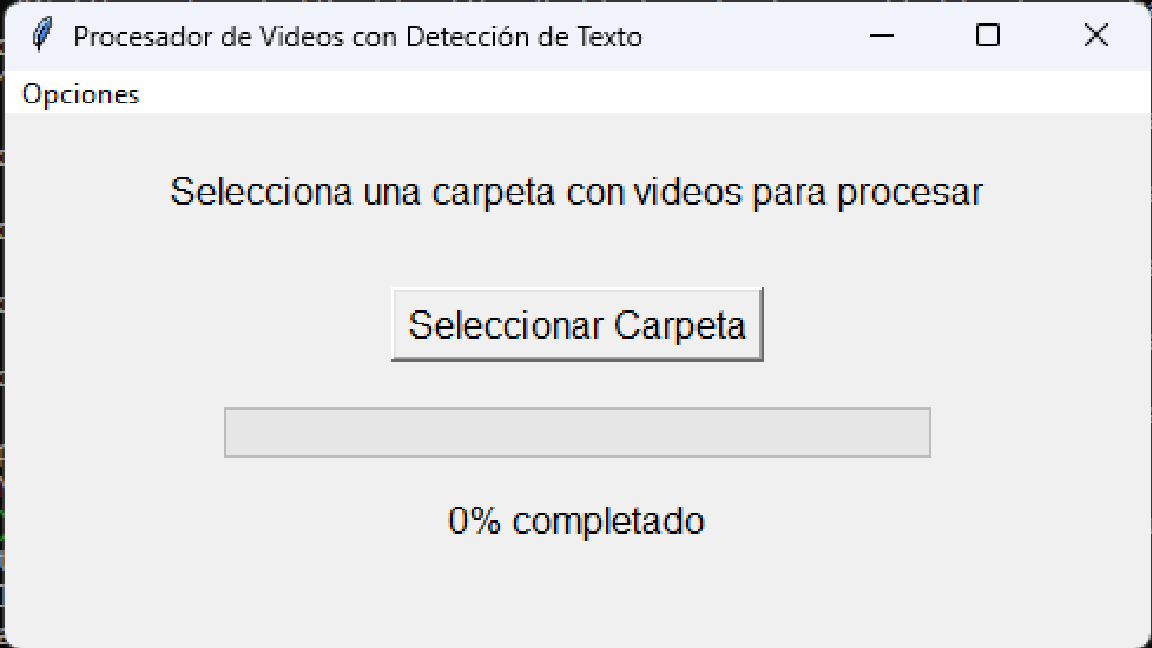 Procesador de Videos con Detección de Texto
Opciones
Selecciona una carpeta con videos para procesar
Seleccionar Carpeta
0% completado